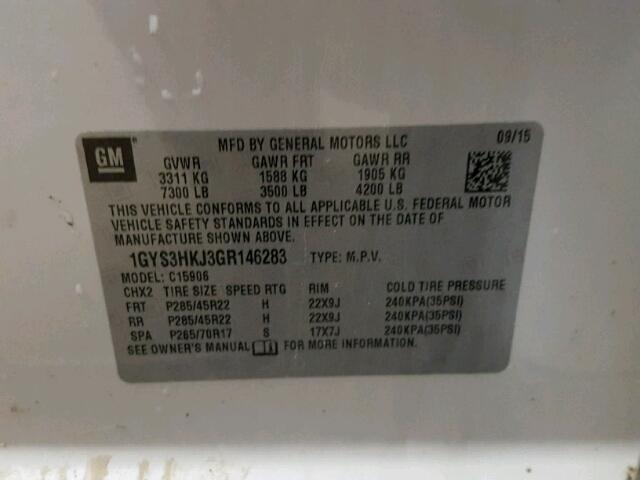 GM
MFD BY GENERAL MOTORS LLC 09/15
GVWR GAWR FRT GAWR RR
3311 KG 1588 KG 1905 KG
7300 LB 3500 LB 4200 LB
THIS VEHICLE CONFORMS TO ALL APPLICABLE U.S. FEDERAL MOTOR
VEHICLE SAFETY STANDARDS IN EFFECT ON THE DATE OF
MANUFACTURE SHOWN ABOVE.
1GYS3HKJ3GR146283 TYPE: M.P.V.
MODEL: C15906
CHX2 TIRE SIZE SPEED RTG RIM COLD TIRE PRESSURE
FRT P285/45R22 H 22X9J 240KPA(35PSI)
RR P285/45R22 H 22X9J 240KPA(35PSI)
SPA P265/70R17 S 17X7J 240KPA(35PSI)
SEE OWNER'S MANUAL FOR MORE INFORMATION.